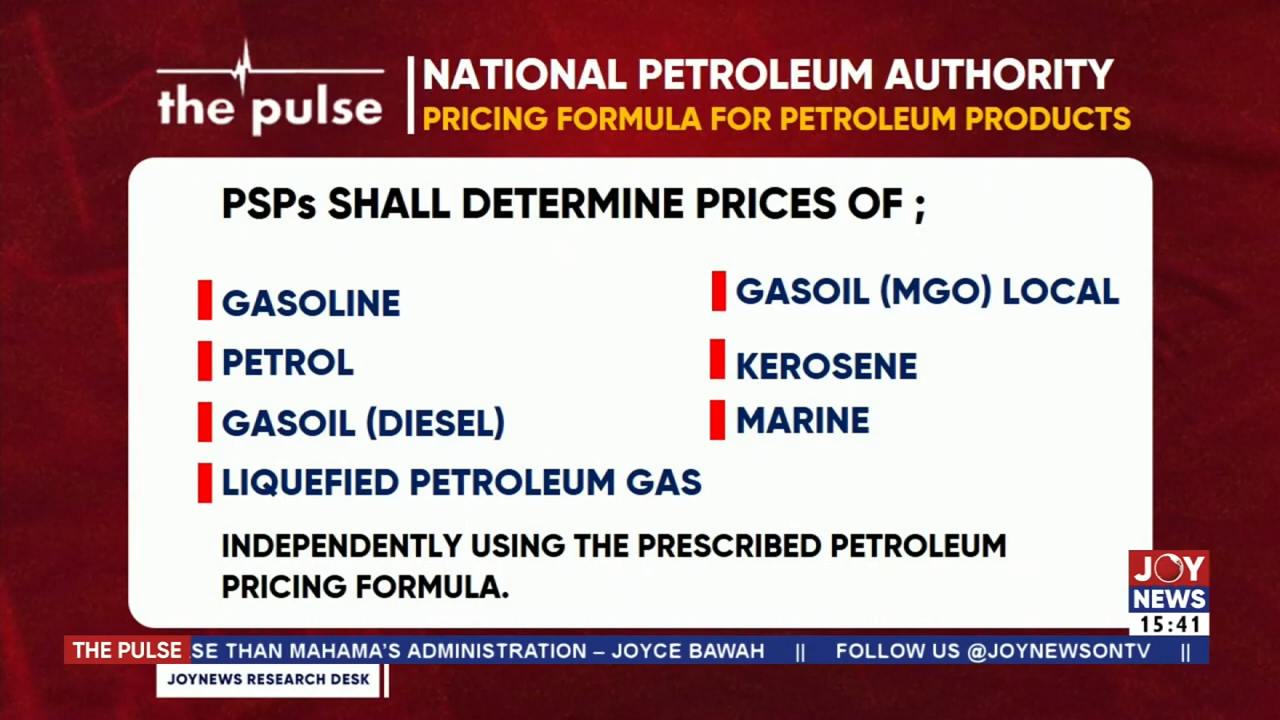 the pulse
NATIONAL PETROLEUM AUTHORITY
PRICING FORMULA FOR PETROLEUM PRODUCTS
PSPs SHALL DETERMINE PRICES OF ;
GASOLINE
PETROL
GASOIL (DIESEL)
LIQUEFIED PETROLEUM GAS
GASOIL (MGO) LOCAL
KEROSENE
MARINE
INDEPENDENTLY USING THE PRESCRIBED PETROLEUM
PRICING FORMULA.
JOY
NEWS
15:41
THE PULSE SE THAN MAHAMA'S ADMINISTRATION – JOYCE BAWAH || FOLLOW US @JOYNEWSONTV ||
JOYNEWS RESEARCH DESK